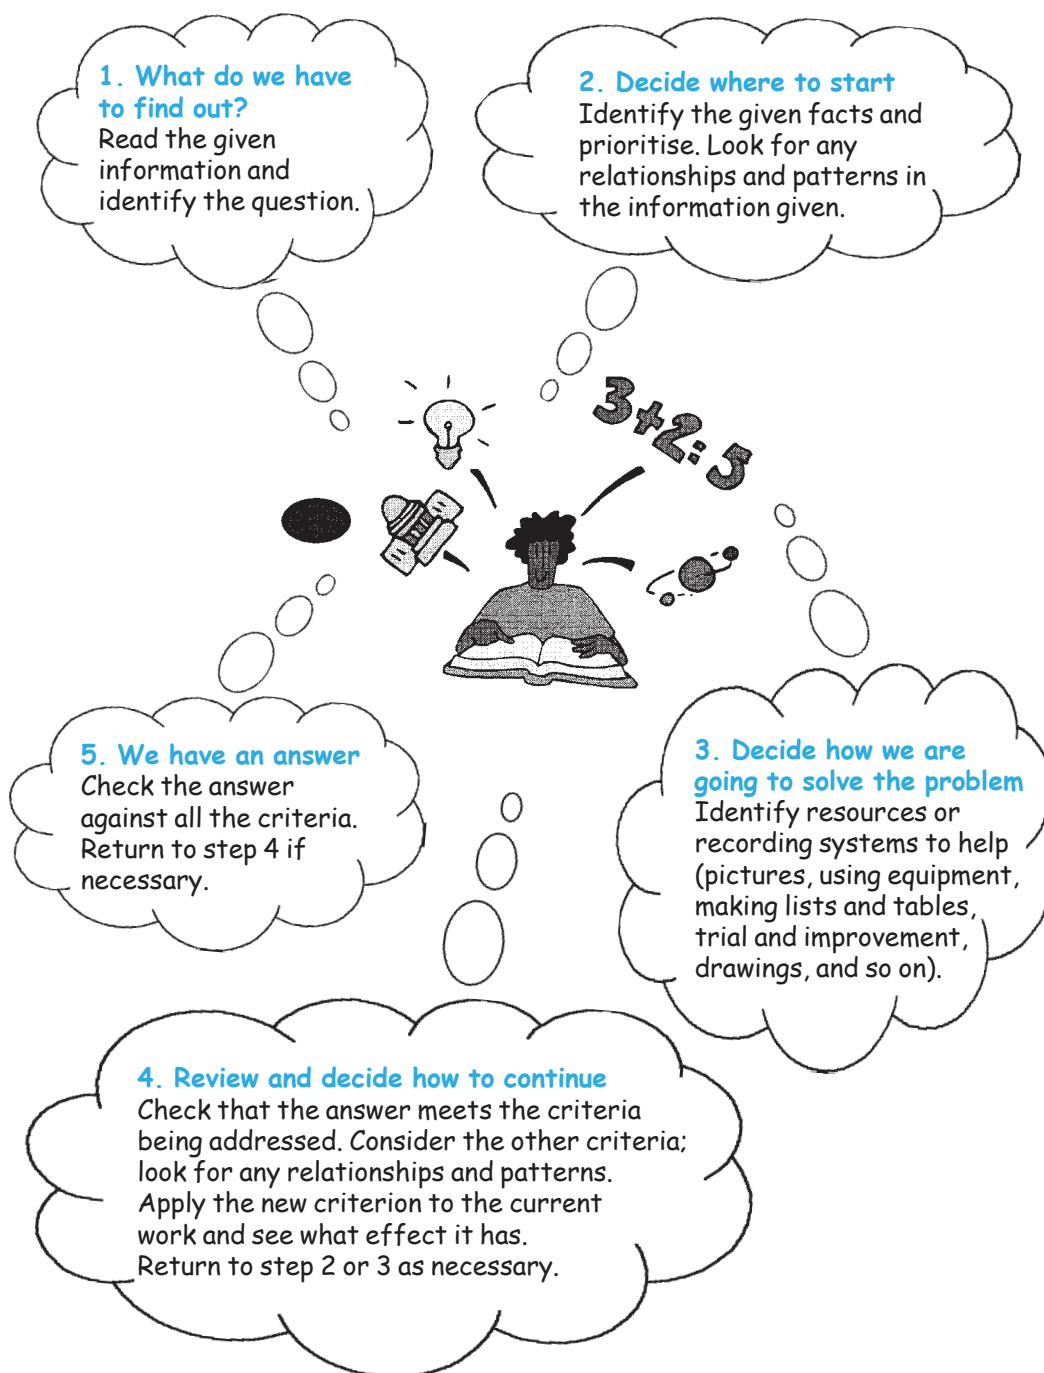 1. What do we have
to find out?
Read the given
information and
identify the question.
2. Decide where to start
Identify the given facts and
prioritise. Look for any
relationships and patterns in
the information given.
3+2:5
3. Decide how we are
going to solve the problem
Identify resources or
recording systems to help
(pictures, using equipment,
making lists and tables,
trial and improvement,
drawings, and so on).
4. Review and decide how to continue
Check that the answer meets the criteria
being addressed. Consider the other criteria;
look for any relationships and patterns.
Apply the new criterion to the current
work and see what effect it has.
Return to step 2 or 3 as necessary.
5. We have an answer
Check the answer
against all the criteria.
Return to step 4 if
necessary.